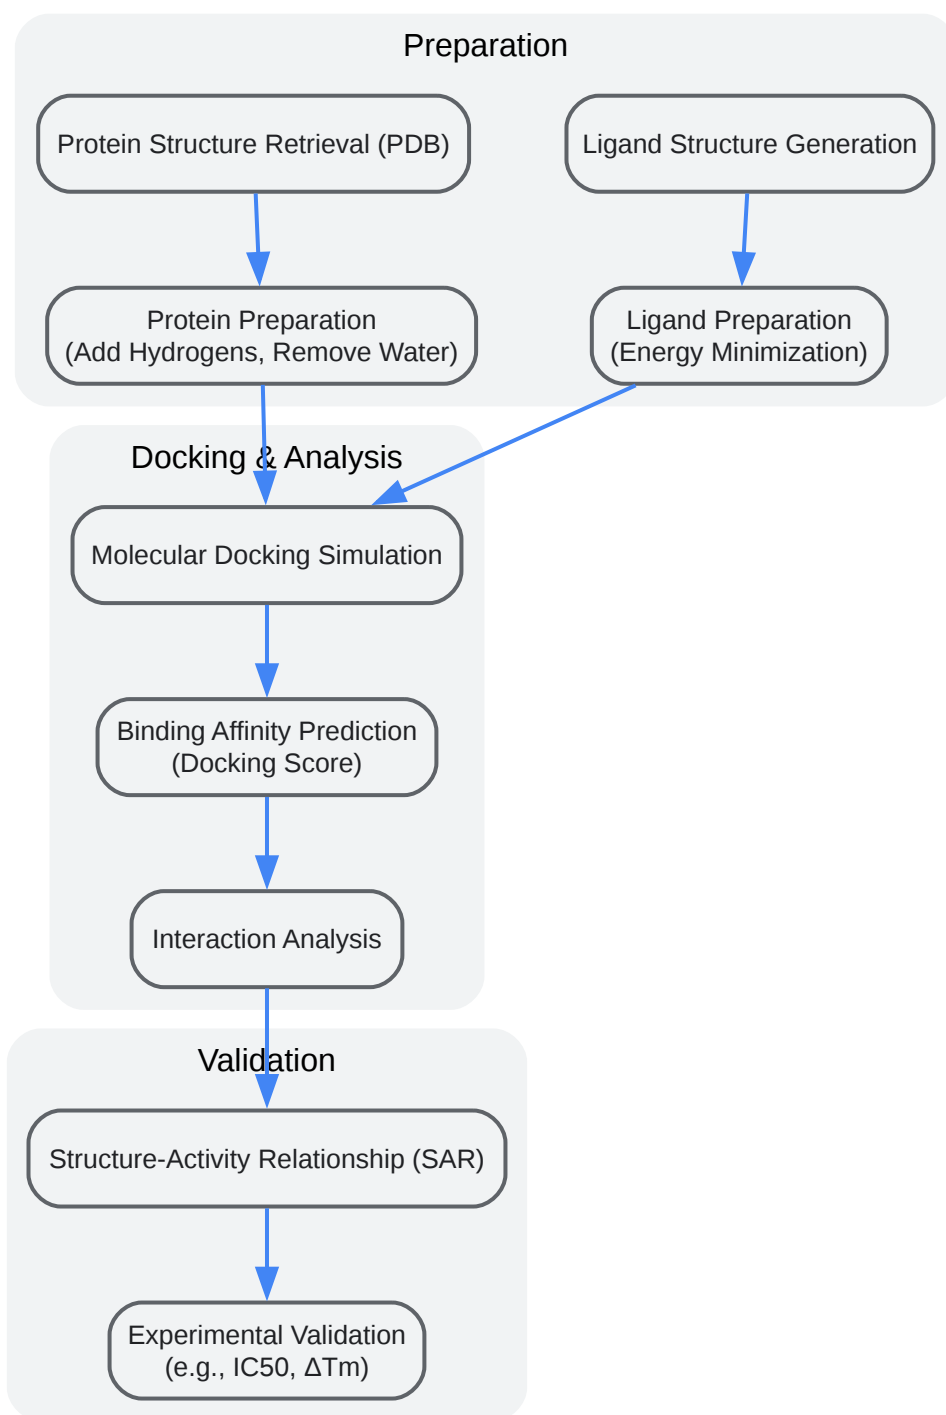 Preparation
Protein Structure Retrieval (PDB)
Ligand Structure Generation
Protein Preparation
(Add Hydrogens, Remove Water)
Ligand Preparation
(Energy Minimization)
Docking & Analysis
Molecular Docking Simulation
Binding Affinity Prediction
(Docking Score)
Interaction Analysis
Validation
Structure-Activity Relationship (SAR)
Experimental Validation
(e.g., IC50, ΔTm)